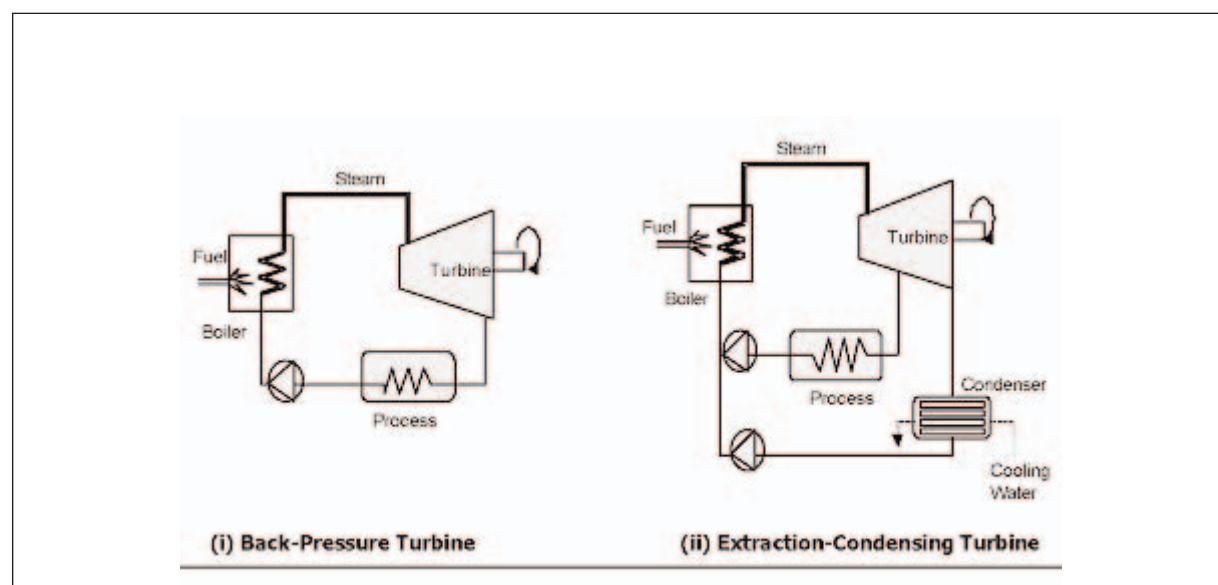 Steam
Fuel
Turbine
Boiler
Process
(i) Back-Pressure Turbine
Steam
Fuel
Turbine
Boiler
Process
Condenser
Cooling
Water
(ii) Extraction-Condensing Turbine